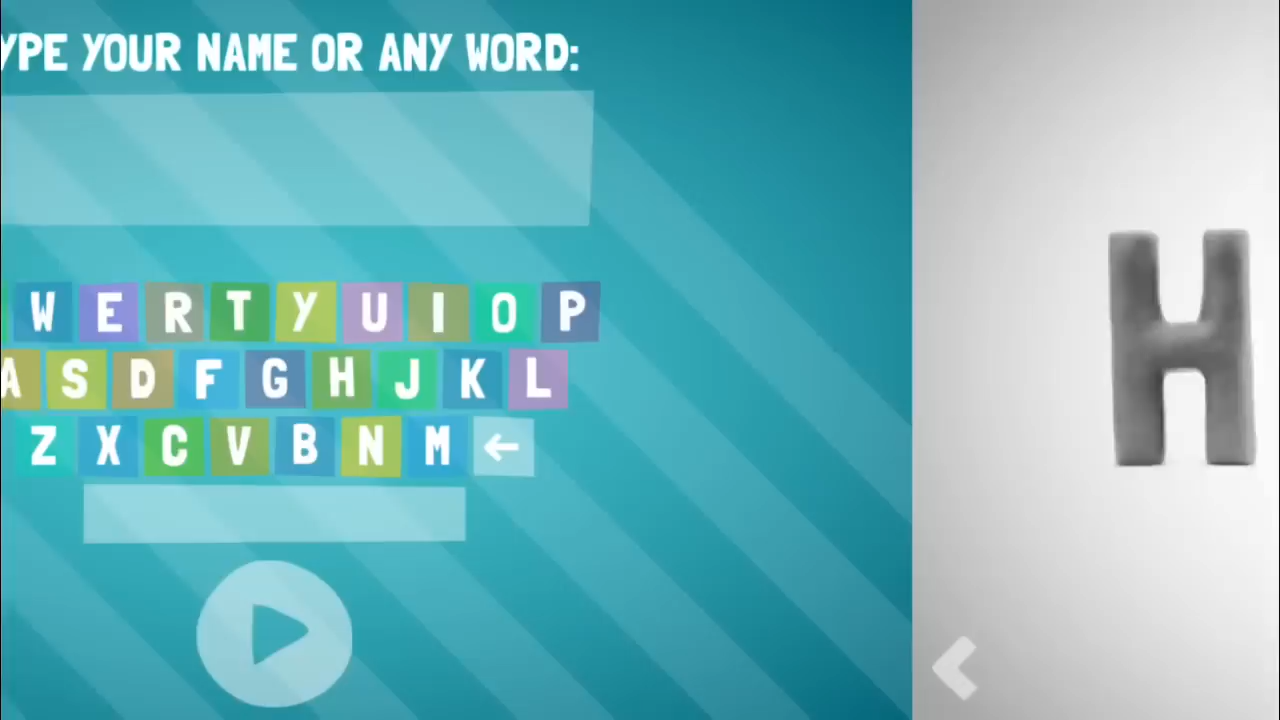 YPE YOUR NAME OR ANY WORD:
W E R T Y U I O P
A S D F G H J K L
Z X C V B N M ←
H